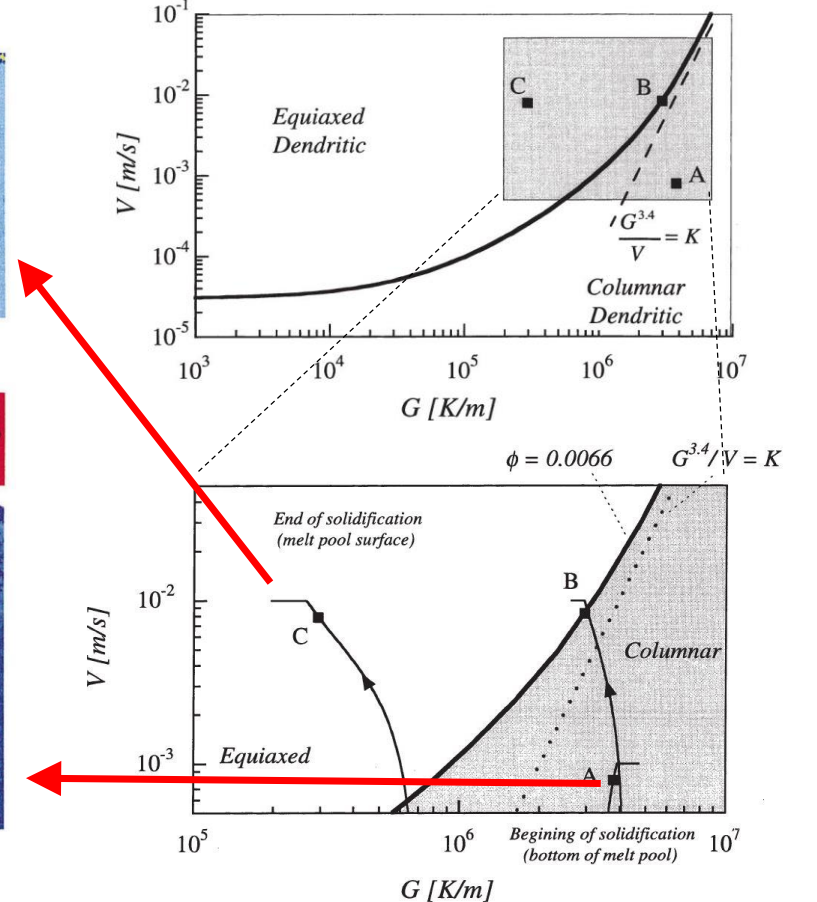 10^-1
10^-2
10^-3
10^-4
10^-5
V [m/s]
Equiaxed
Dendritic
C
B
A
G^3.4
V
= K
Columnar
Dendritic
10^3
10^4
10^5
10^6
10^7
G [K/m]
ϕ = 0.0066
G^3.4/V = K
End of solidification
(melt pool surface)
10^-2
10^-3
V [m/s]
B
C
Columnar
Equiaxed
A
10^5
10^6
10^7
Begining of solidification
(bottom of melt pool)
G [K/m]